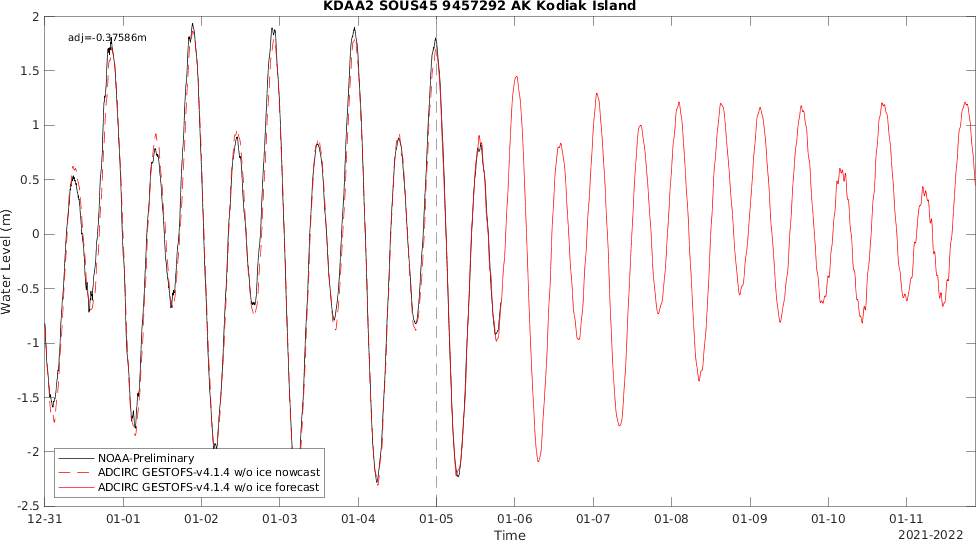 KDAA2 SOUS45 9457292 AK Kodiak Island
adj=-0.37586m
2
1.5
1
0.5
0
-0.5
-1
-1.5
-2
-2.5
Water Level (m)
NOAA-Preliminary
ADCIRC GESTOFS-v4.1.4 w/o ice nowcast
ADCIRC GESTOFS-v4.1.4 w/o ice forecast
12-31 01-01 01-02 01-03 01-04 01-05 01-06 01-07 01-08 01-09 01-10 01-11
Time
2021-2022